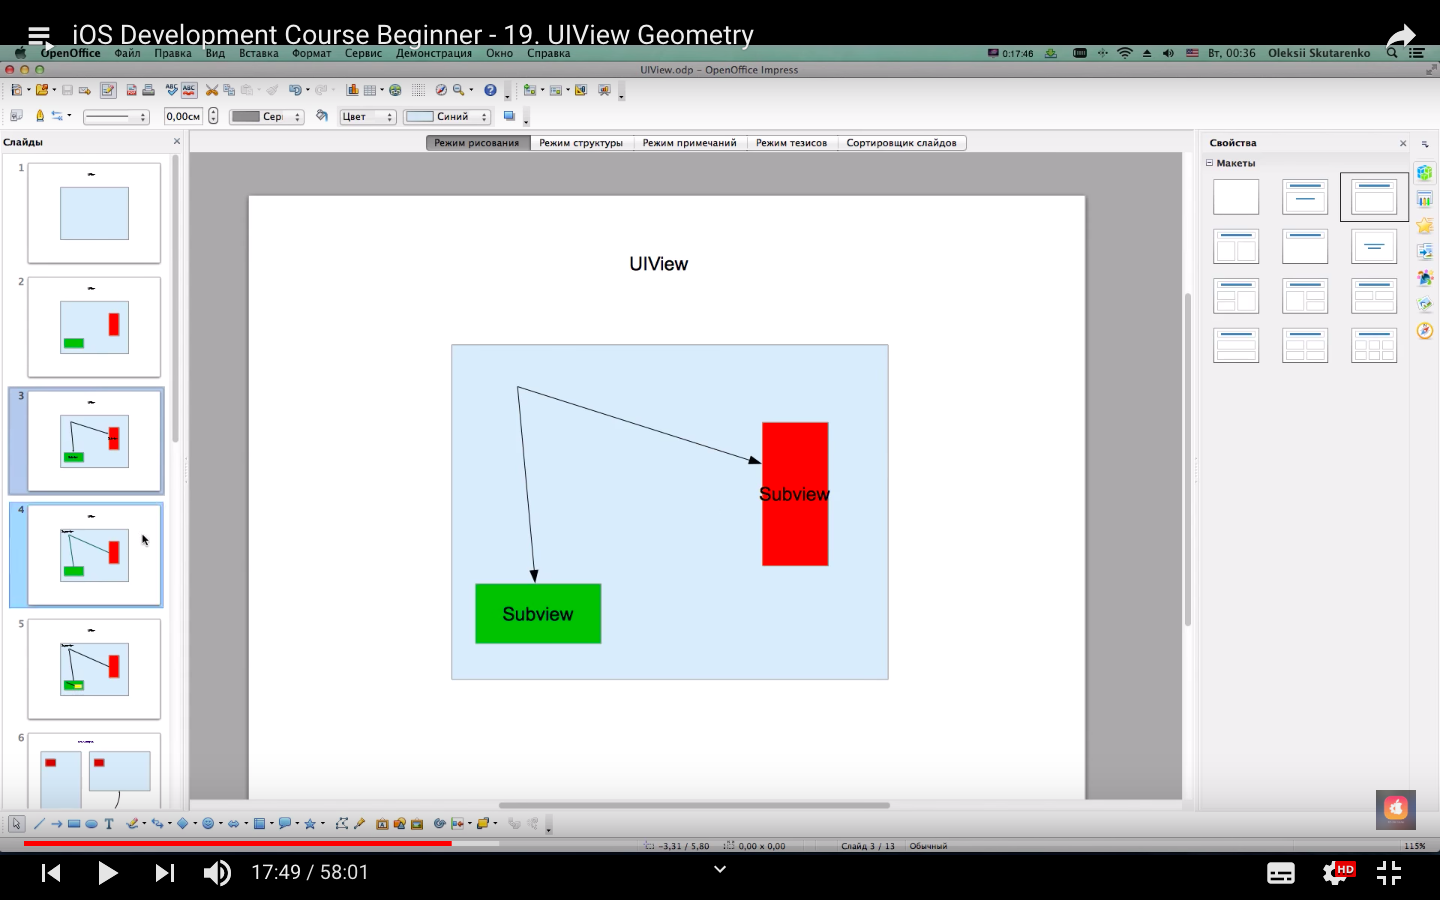 iOS Development Course Beginner - 19. UIView Geometry
OpenOffice Файл Правка Вид Вставка Формат Сервис Демонстрация Окно Справка 0:17:46 Вт, 00:36 Oleksii Skutarenko
UIView.odp – OpenOffice Impress
0,00см Сер Цвет Синий
Слайды
Режим рисования Режим структуры Режим примечаний Режим тезисов Сортировщик слайдов
Свойства
Макеты
1
2
3
4
5
6
UIView
Subview
Subview
-3,31 / 5,80 0,00 x 0,00 Слайд 3 / 13 Обычный 115%
17:49 / 58:01
HD